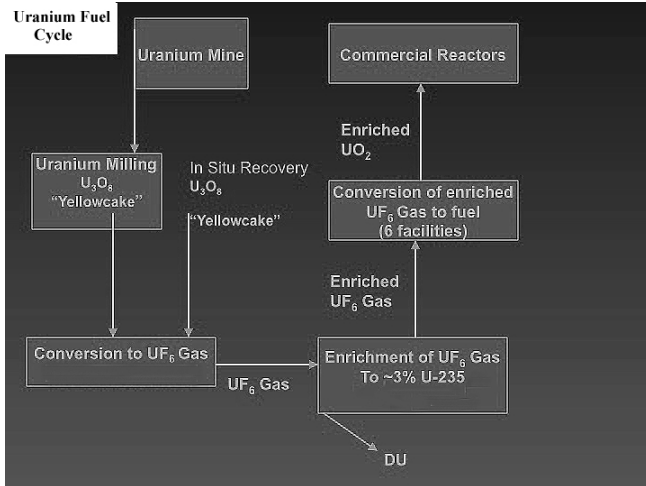 Uranium Fuel
Cycle
Uranium Mine
Commercial Reactors
Uranium Milling
U₃O₈
“Yellowcake”
In Situ Recovery
U₃O₈
“Yellowcake”
Enriched
UO₂
Conversion of enriched
UF₆ Gas to fuel
(6 facilities)
Enriched
UF₆ Gas
Conversion to UF₆ Gas
UF₆ Gas
Enrichment of UF₆ Gas
To ~3% U-235
DU